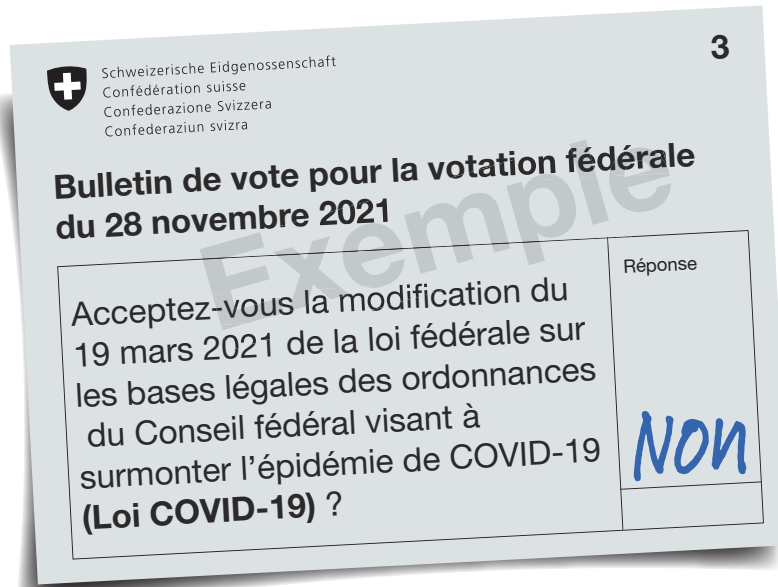 3
Schweizerische Eidgenossenschaft
Confédération suisse
Confederazione Svizzera
Confederaziun svizra
Bulletin de vote pour la votation fédérale
du 28 novembre 2021
Exemple
Acceptez-vous la modification du
19 mars 2021 de la loi fédérale sur
les bases légales des ordonnances
du Conseil fédéral visant à
surmonter l’épidémie de COVID-19
(Loi COVID-19) ?
Réponse
Non